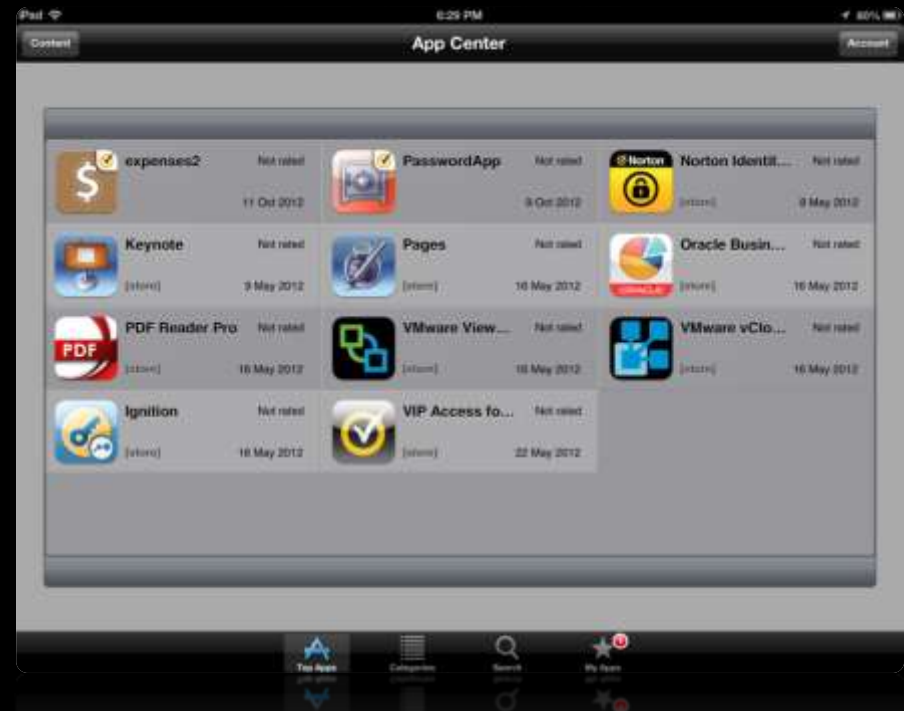 iPad 6:29 PM 80%
Content App Center Account
expenses2 Not rated
11 Oct 2012
PasswordApp Not rated
9 Oct 2012
Norton
Norton Identit... Not rated
[store] 8 May 2012
Keynote Not rated
[store] 9 May 2012
Pages Not rated
[store] 16 May 2012
ORACLE
Oracle Busin... Not rated
[store] 16 May 2012
PDF
PDF Reader Pro Not rated
[store] 16 May 2012
VMware View... Not rated
[store] 16 May 2012
VMware vClo... Not rated
[store] 16 May 2012
Ignition Not rated
[store] 16 May 2012
VIP Access fo... Not rated
[store] 22 May 2012
Top Apps Categories Search My Apps